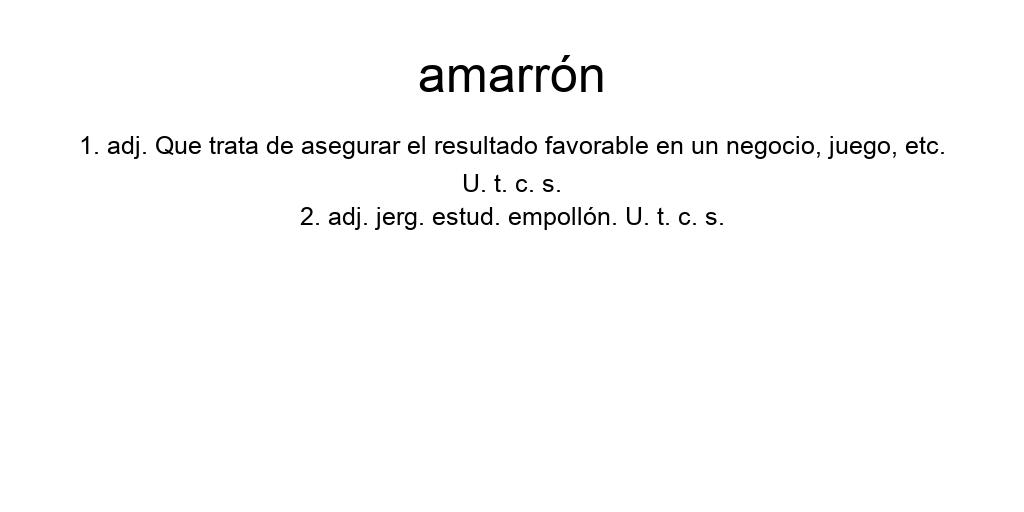 amarrón
1. adj. Que trata de asegurar el resultado favorable en un negocio, juego, etc.
U. t. c. s.
2. adj. jerg. estud. empollón. U. t. c. s.